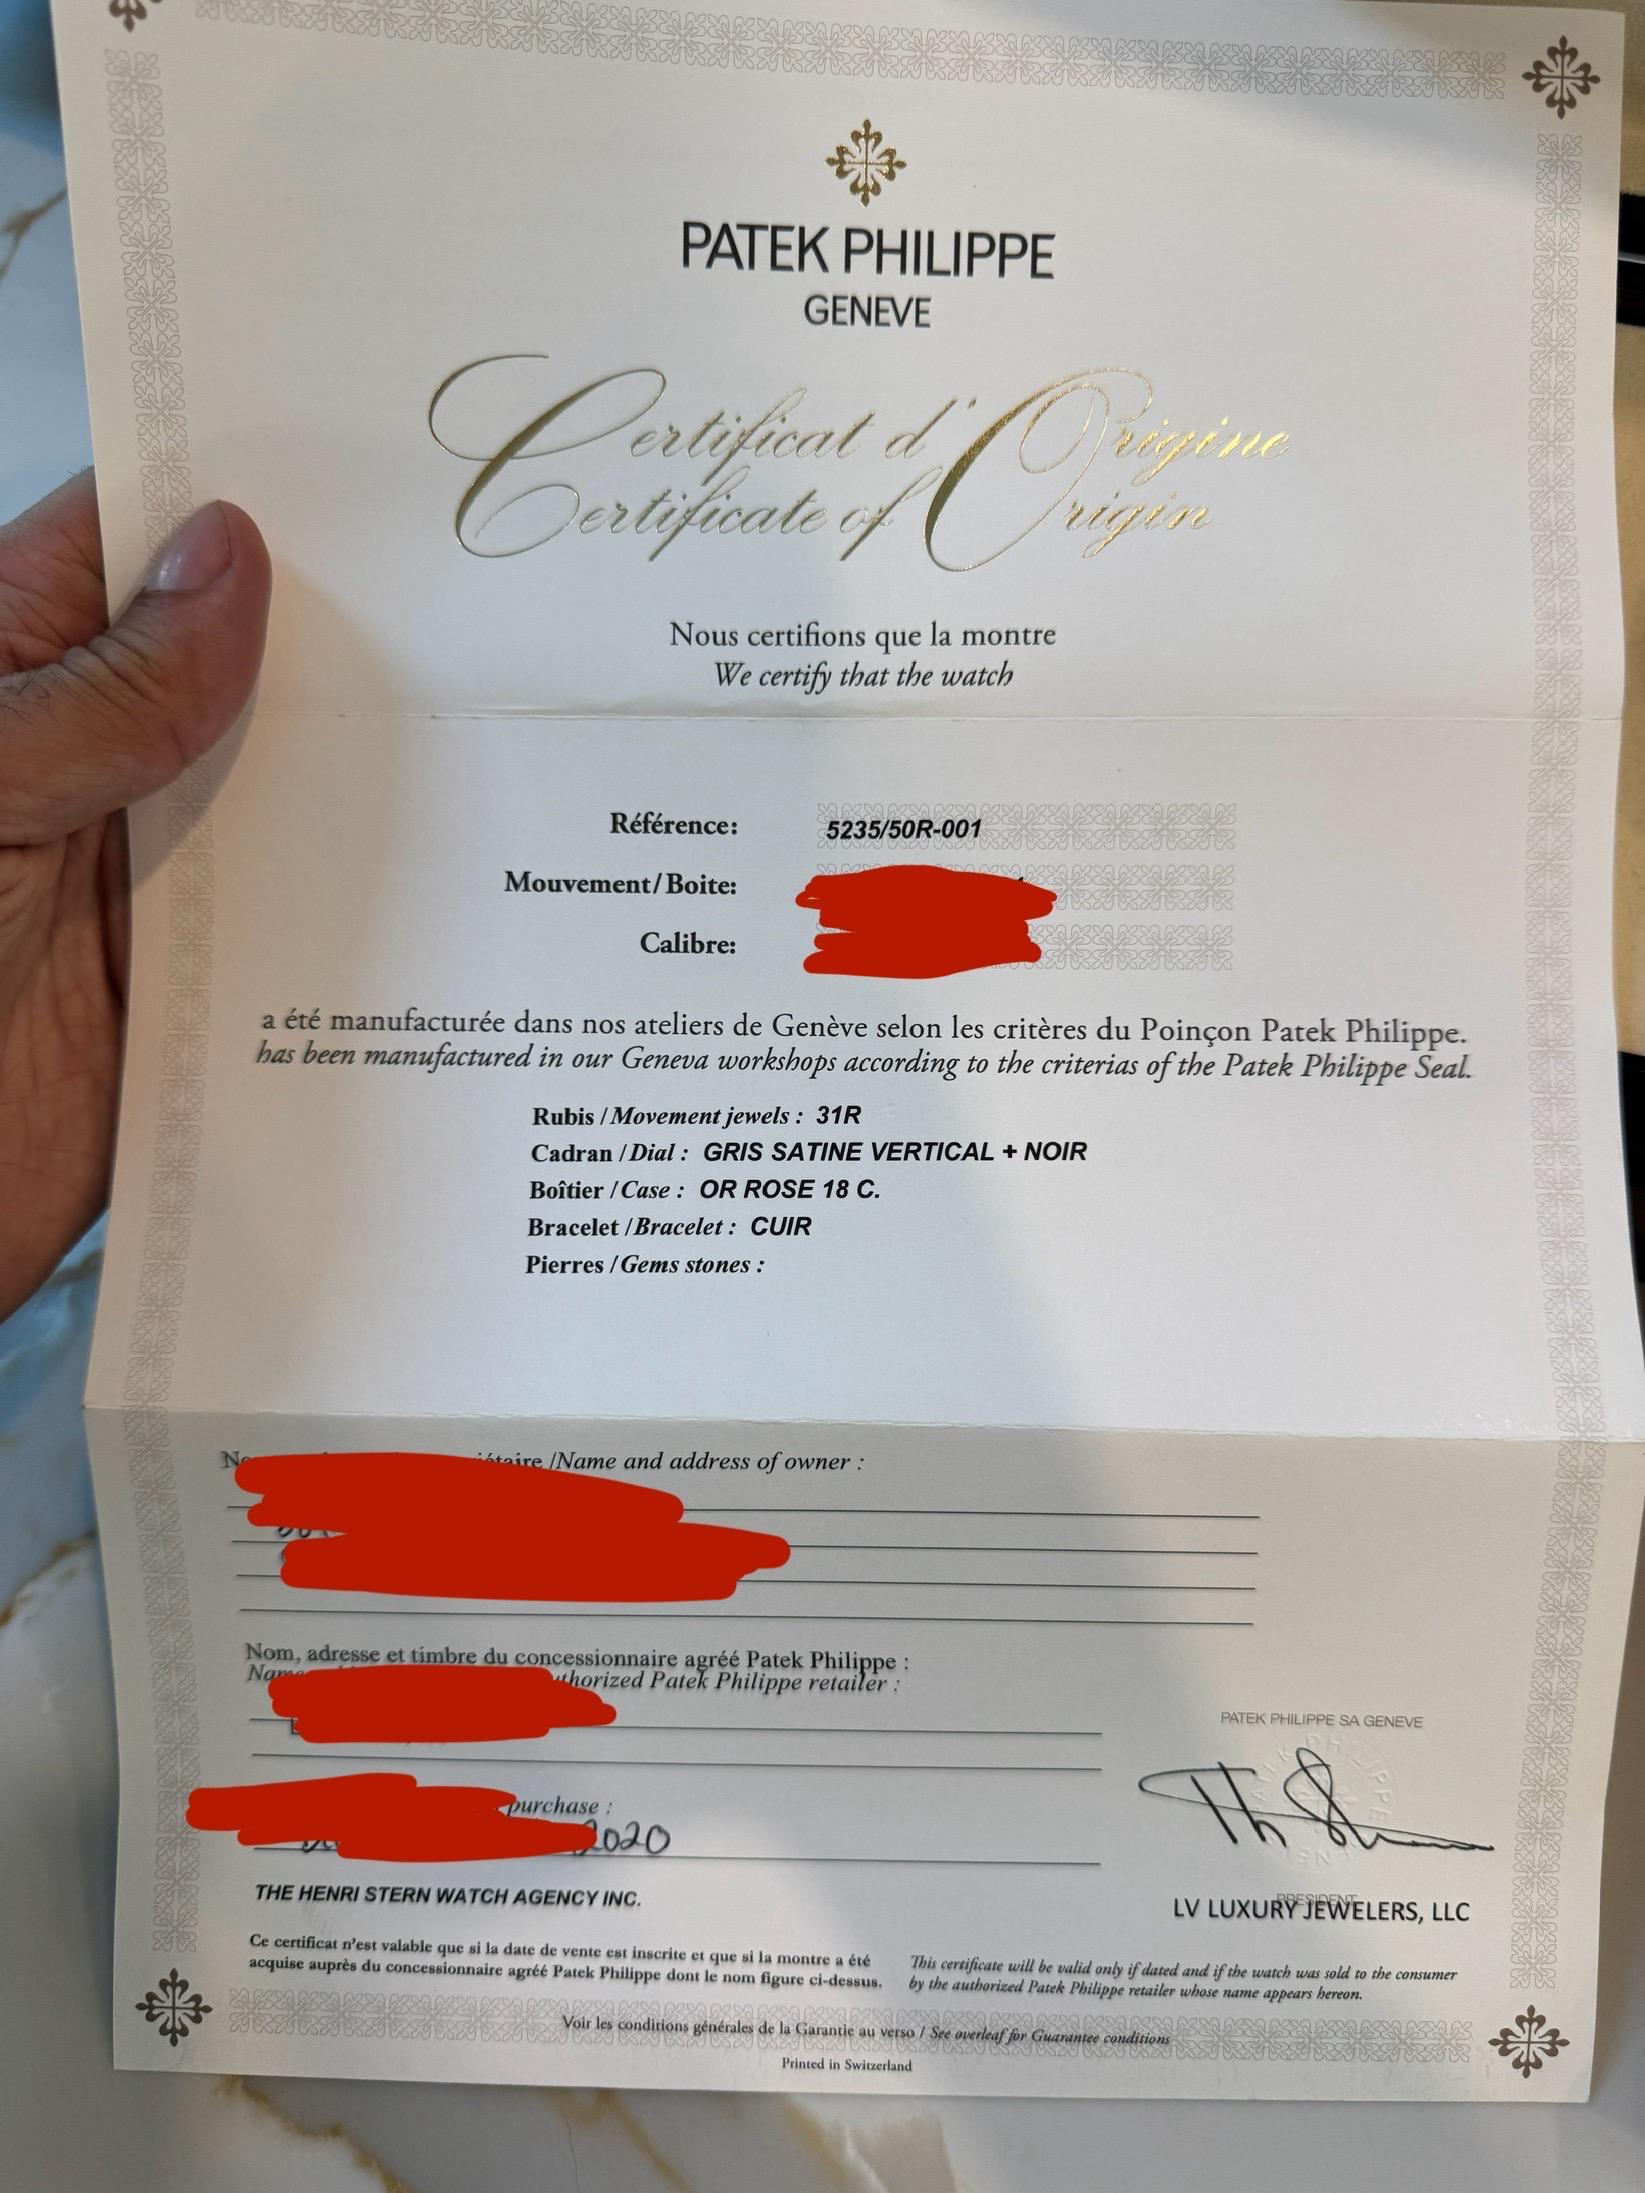 PATEK PHILIPPE
GENEVE
Certificat d'Origine
Certificate of Origin
Nous certifions que la montre
We certify that the watch
Référence: 5235/50R-001
Mouvement/Boite:
Calibre:
a été manufacturée dans nos ateliers de Genève selon les critères du Poinçon Patek Philippe.
has been manufactured in our Geneva workshops according to the criterias of the Patek Philippe Seal.
Rubis / Movement jewels : 31R
Cadran / Dial : GRIS SATINE VERTICAL + NOIR
Boîtier / Case : OR ROSE 18 C.
Bracelet / Bracelet : CUIR
Pierres / Gems stones :
/Name and address of owner :
Nom, adresse et timbre du concessionnaire agréé Patek Philippe :
Patek Philippe retailer :
PATEK PHILIPPE SA GENEVE
purchase :
2020
THE HENRI STERN WATCH AGENCY INC.
PRESIDENT
LV LUXURY JEWELERS, LLC
Ce certificat n'est valable que si la date de vente est inscrite et que si la montre a été
acquise auprès du concessionnaire agréé Patek Philippe dont le nom figure ci-dessus.
This certificate will be valid only if dated and if the watch was sold to the consumer
by the authorized Patek Philippe retailer whose name appears hereon.
Voir les conditions générales de la Garantie au verso / See overleaf for Guarantee conditions
Printed in Switzerland